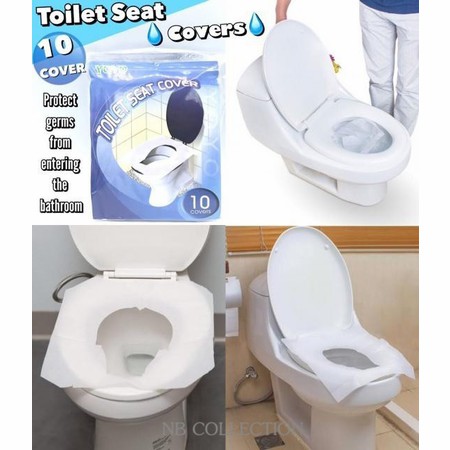 Toilet Seat
Covers
10
COVER
Protect
germs
from
entering
the
bathroom
TOILET SEAT COVER
10
covers
NB COLLECTION